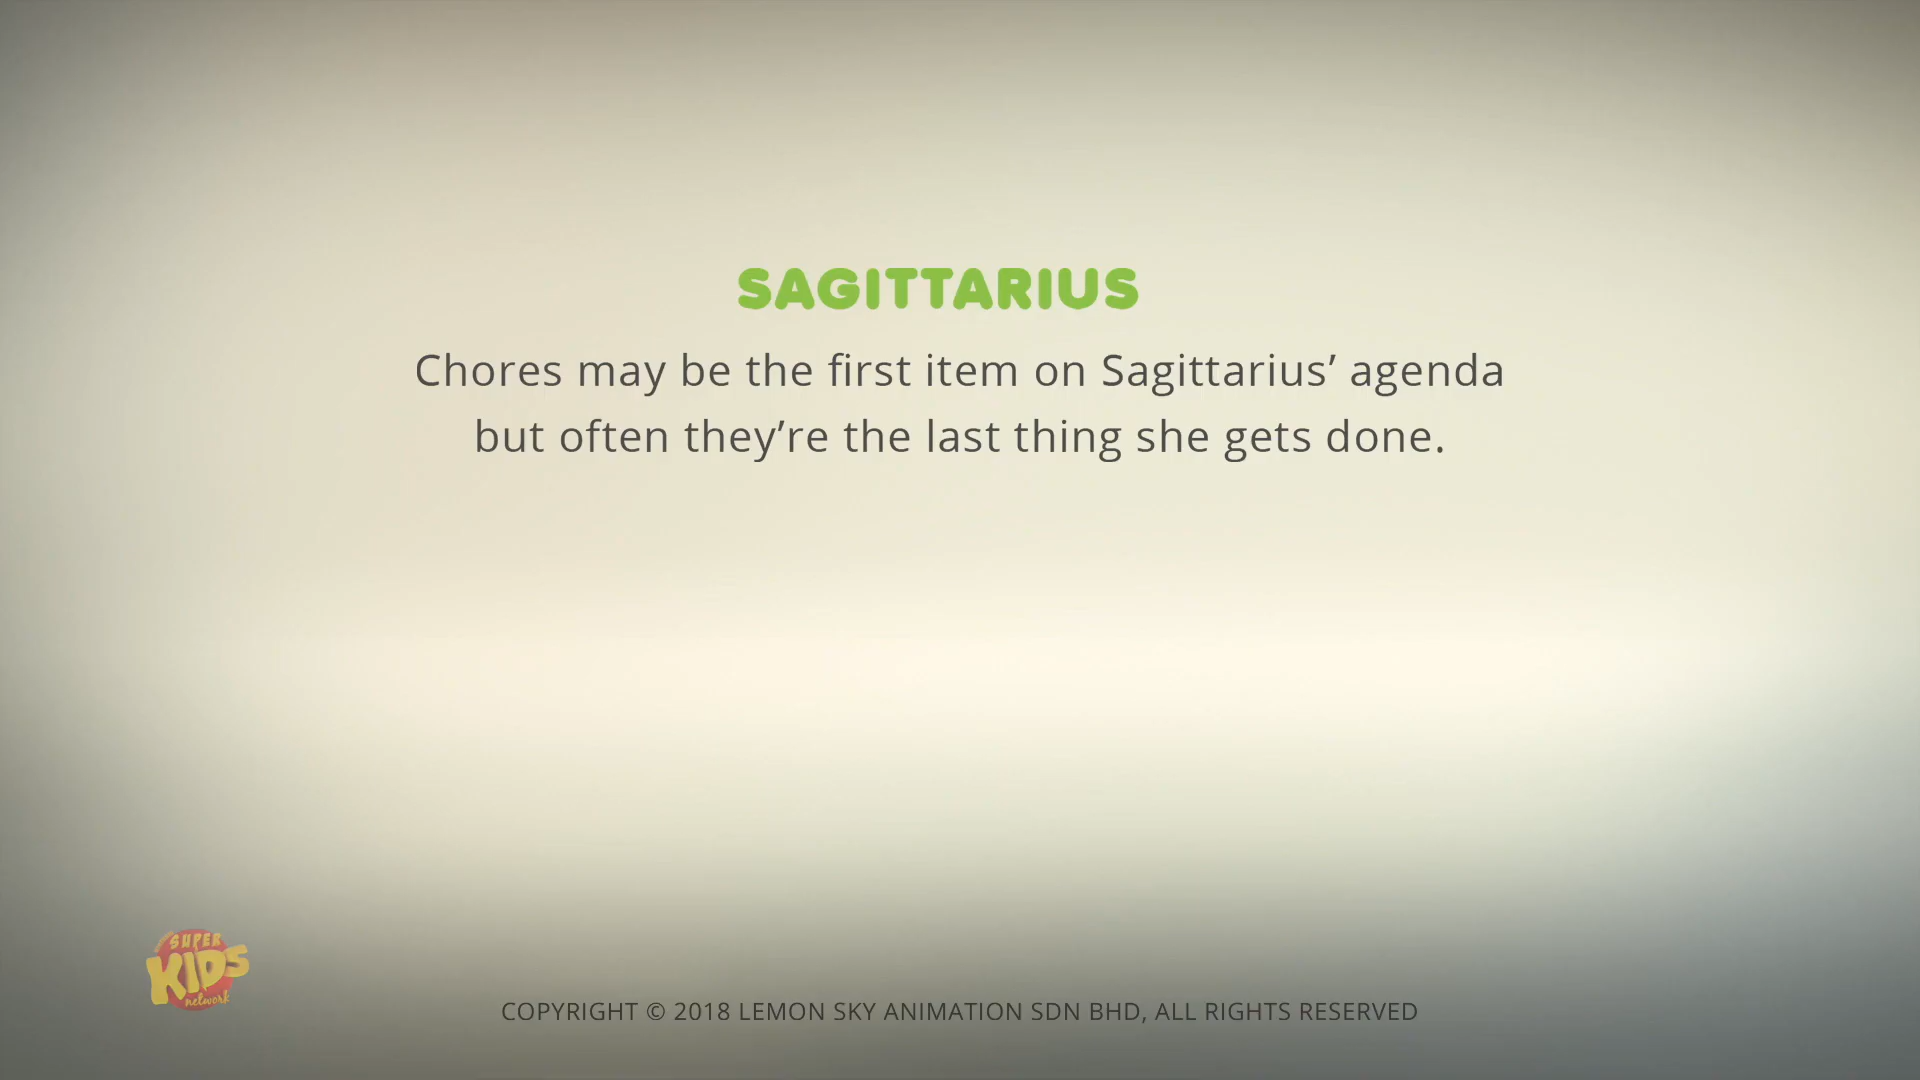 SAGITTARIUS
Chores may be the first item on Sagittarius’ agenda
but often they’re the last thing she gets done.
SUPER
KIDS
network
COPYRIGHT © 2018 LEMON SKY ANIMATION SDN BHD, ALL RIGHTS RESERVED